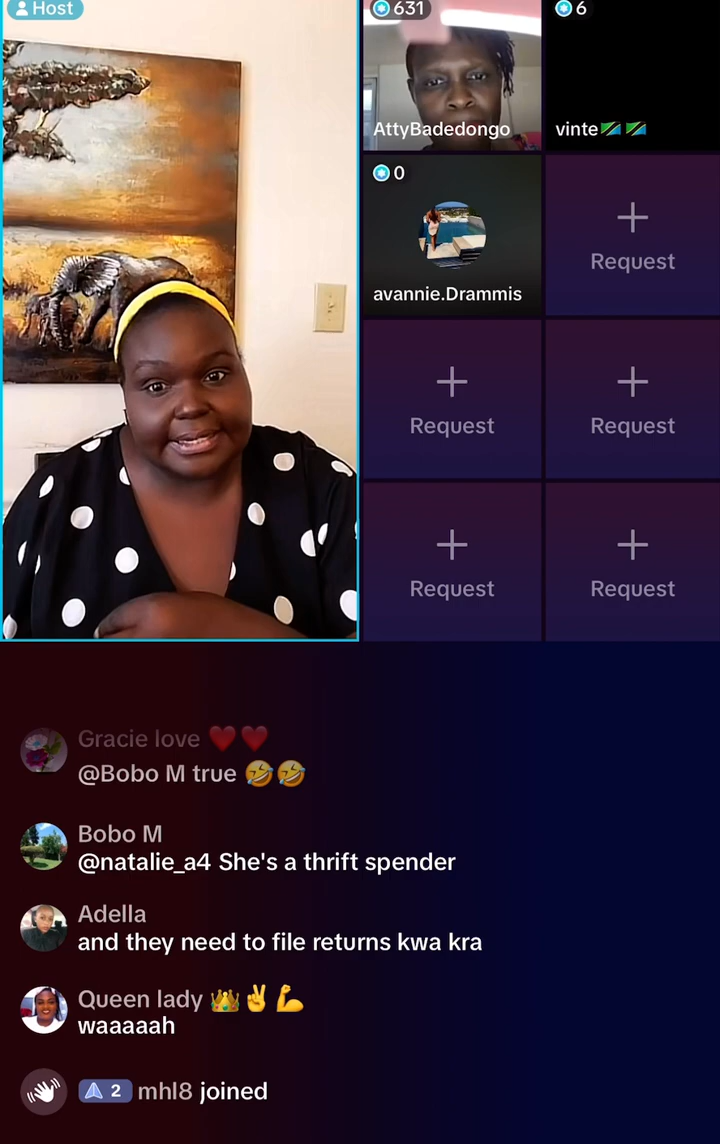 Host
631
AttyBadedongo
6
vinte🇹🇿🇹🇿
0
avannie.Drammis
Request
Request
Request
Request
Request
Gracie love ❤️❤️
@Bobo M true 🤣🤣
Bobo M
@natalie_a4 She's a thrift spender
Adella
and they need to file returns kwa kra
Queen lady 👑✌️💪
waaaaah
2 mhl8 joined